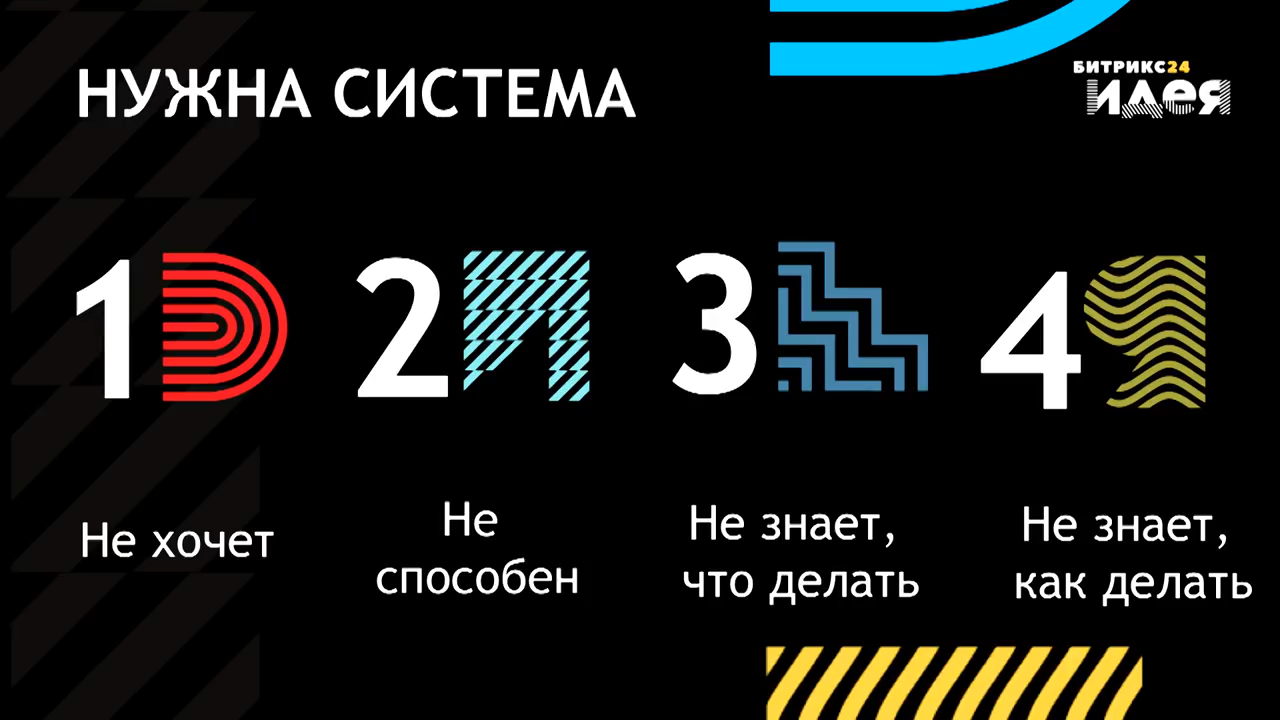 НУЖНА СИСТЕМА
БИТРИКС24
идея
1
2
3
4
Не хочет
Не
способен
Не знает,
что делать
Не знает,
как делать